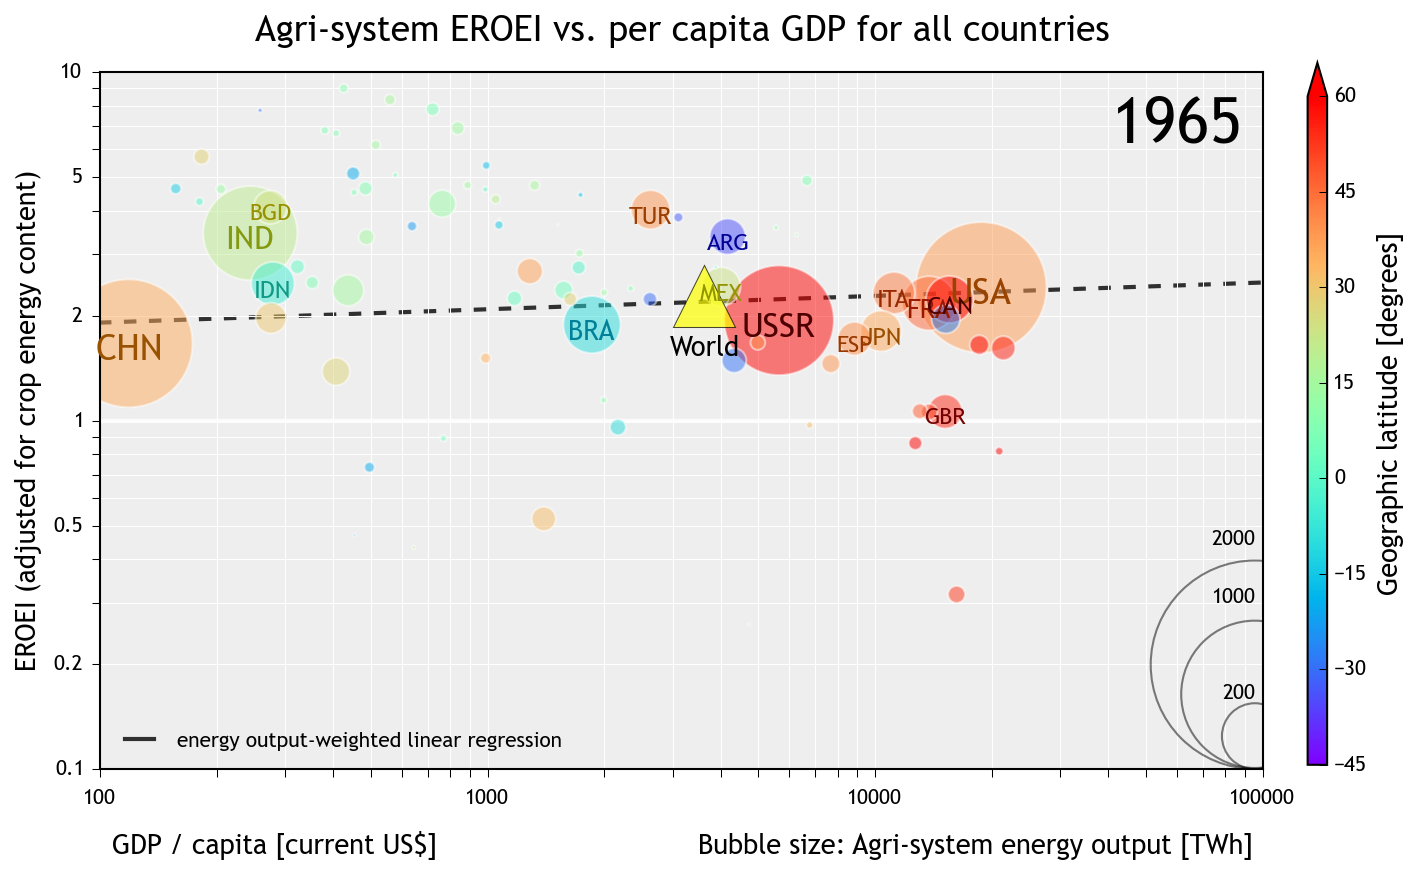 Agri-system EROEI vs. per capita GDP for all countries
1965
EROEI (adjusted for crop energy content)
10
5
2
1
0.5
0.2
0.1
BGD
IND
IDN
CHN
TUR
ARG
MEX
BRA
USSR
World
ITA
FRA
CAN
USA
ESP
JPN
GBR
2000
1000
200
energy output-weighted linear regression
100
1000
10000
100000
GDP / capita [current US$]
Bubble size: Agri-system energy output [TWh]
60
45
30
15
0
−15
−30
−45
Geographic latitude [degrees]